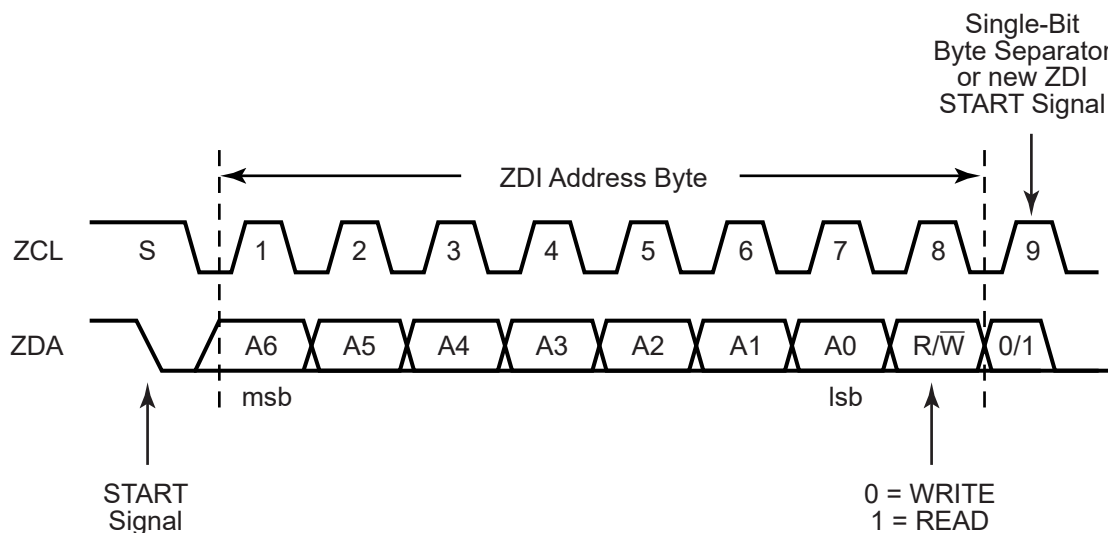 Single-Bit
Byte Separator
or new ZDI
START Signal
ZDI Address Byte
ZCL S 1 2 3 4 5 6 7 8 9
ZDA A6 A5 A4 A3 A2 A1 A0 R/W̅ 0/1
msb lsb
START
Signal
0 = WRITE
1 = READ